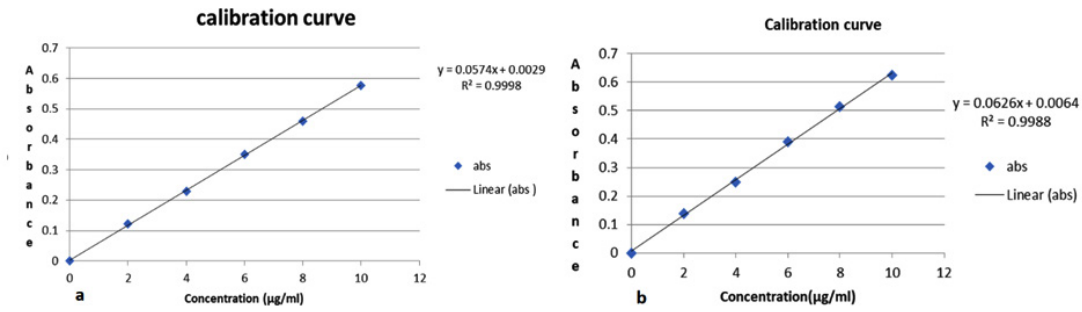 calibration curve
0.7
0.6
0.5
0.4
0.3
0.2
0.1
0
Absorbance
0 2 4 6 8 10 12
a
Concentration (µg/ml)
y = 0.0574x + 0.0029
R² = 0.9998
abs
Linear (abs )
Calibration curve
0.7
0.6
0.5
0.4
0.3
0.2
0.1
0
Absorbance
0 2 4 6 8 10 12
b
Concentration(µg/ml)
y = 0.0626x + 0.0064
R² = 0.9988
abs
Linear (abs)